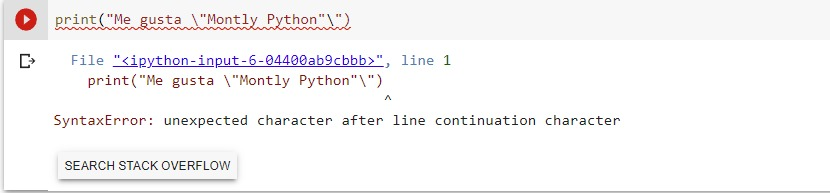 print("Me gusta \"Montly Python"\")
File "<ipython-input-6-04400ab9cbbb>", line 1
print("Me gusta \"Montly Python"\")
^
SyntaxError: unexpected character after line continuation character
SEARCH STACK OVERFLOW